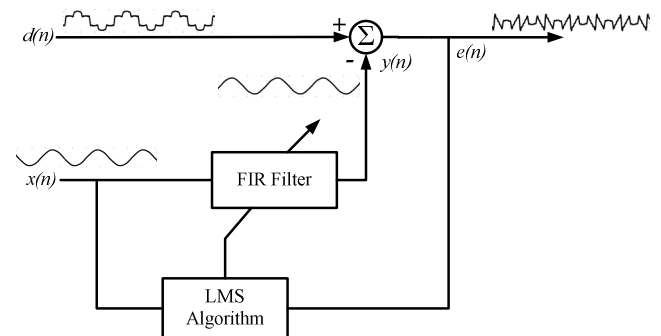 +
d(n)
Σ
-
y(n)
e(n)
x(n)
FIR Filter
LMS
Algorithm